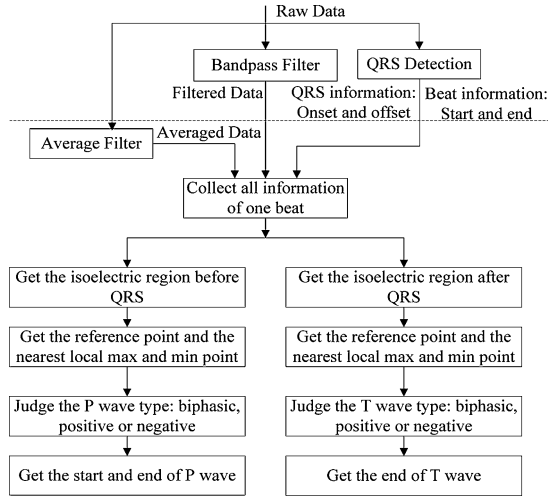 Raw Data
Bandpass Filter
QRS Detection
Filtered Data
QRS information:
Onset and offset
Beat information:
Start and end
Average Filter
Averaged Data
Collect all information
of one beat
Get the isoelectric region before
QRS
Get the isoelectric region after
QRS
Get the reference point and the
nearest local max and min point
Get the reference point and the
nearest local max and min point
Judge the P wave type: biphasic,
positive or negative
Judge the T wave type: biphasic,
positive or negative
Get the start and end of P wave
Get the end of T wave